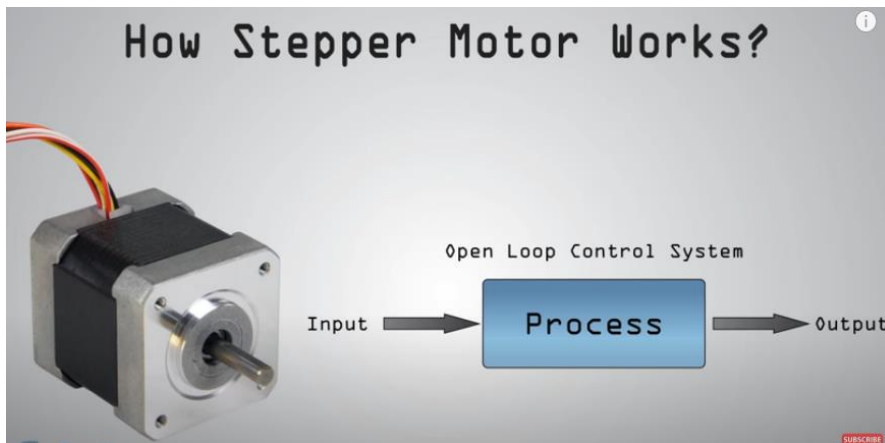 How Stepper Motor Works?
i
Open Loop Control System
Input
Process
Output
SUBSCRIBE